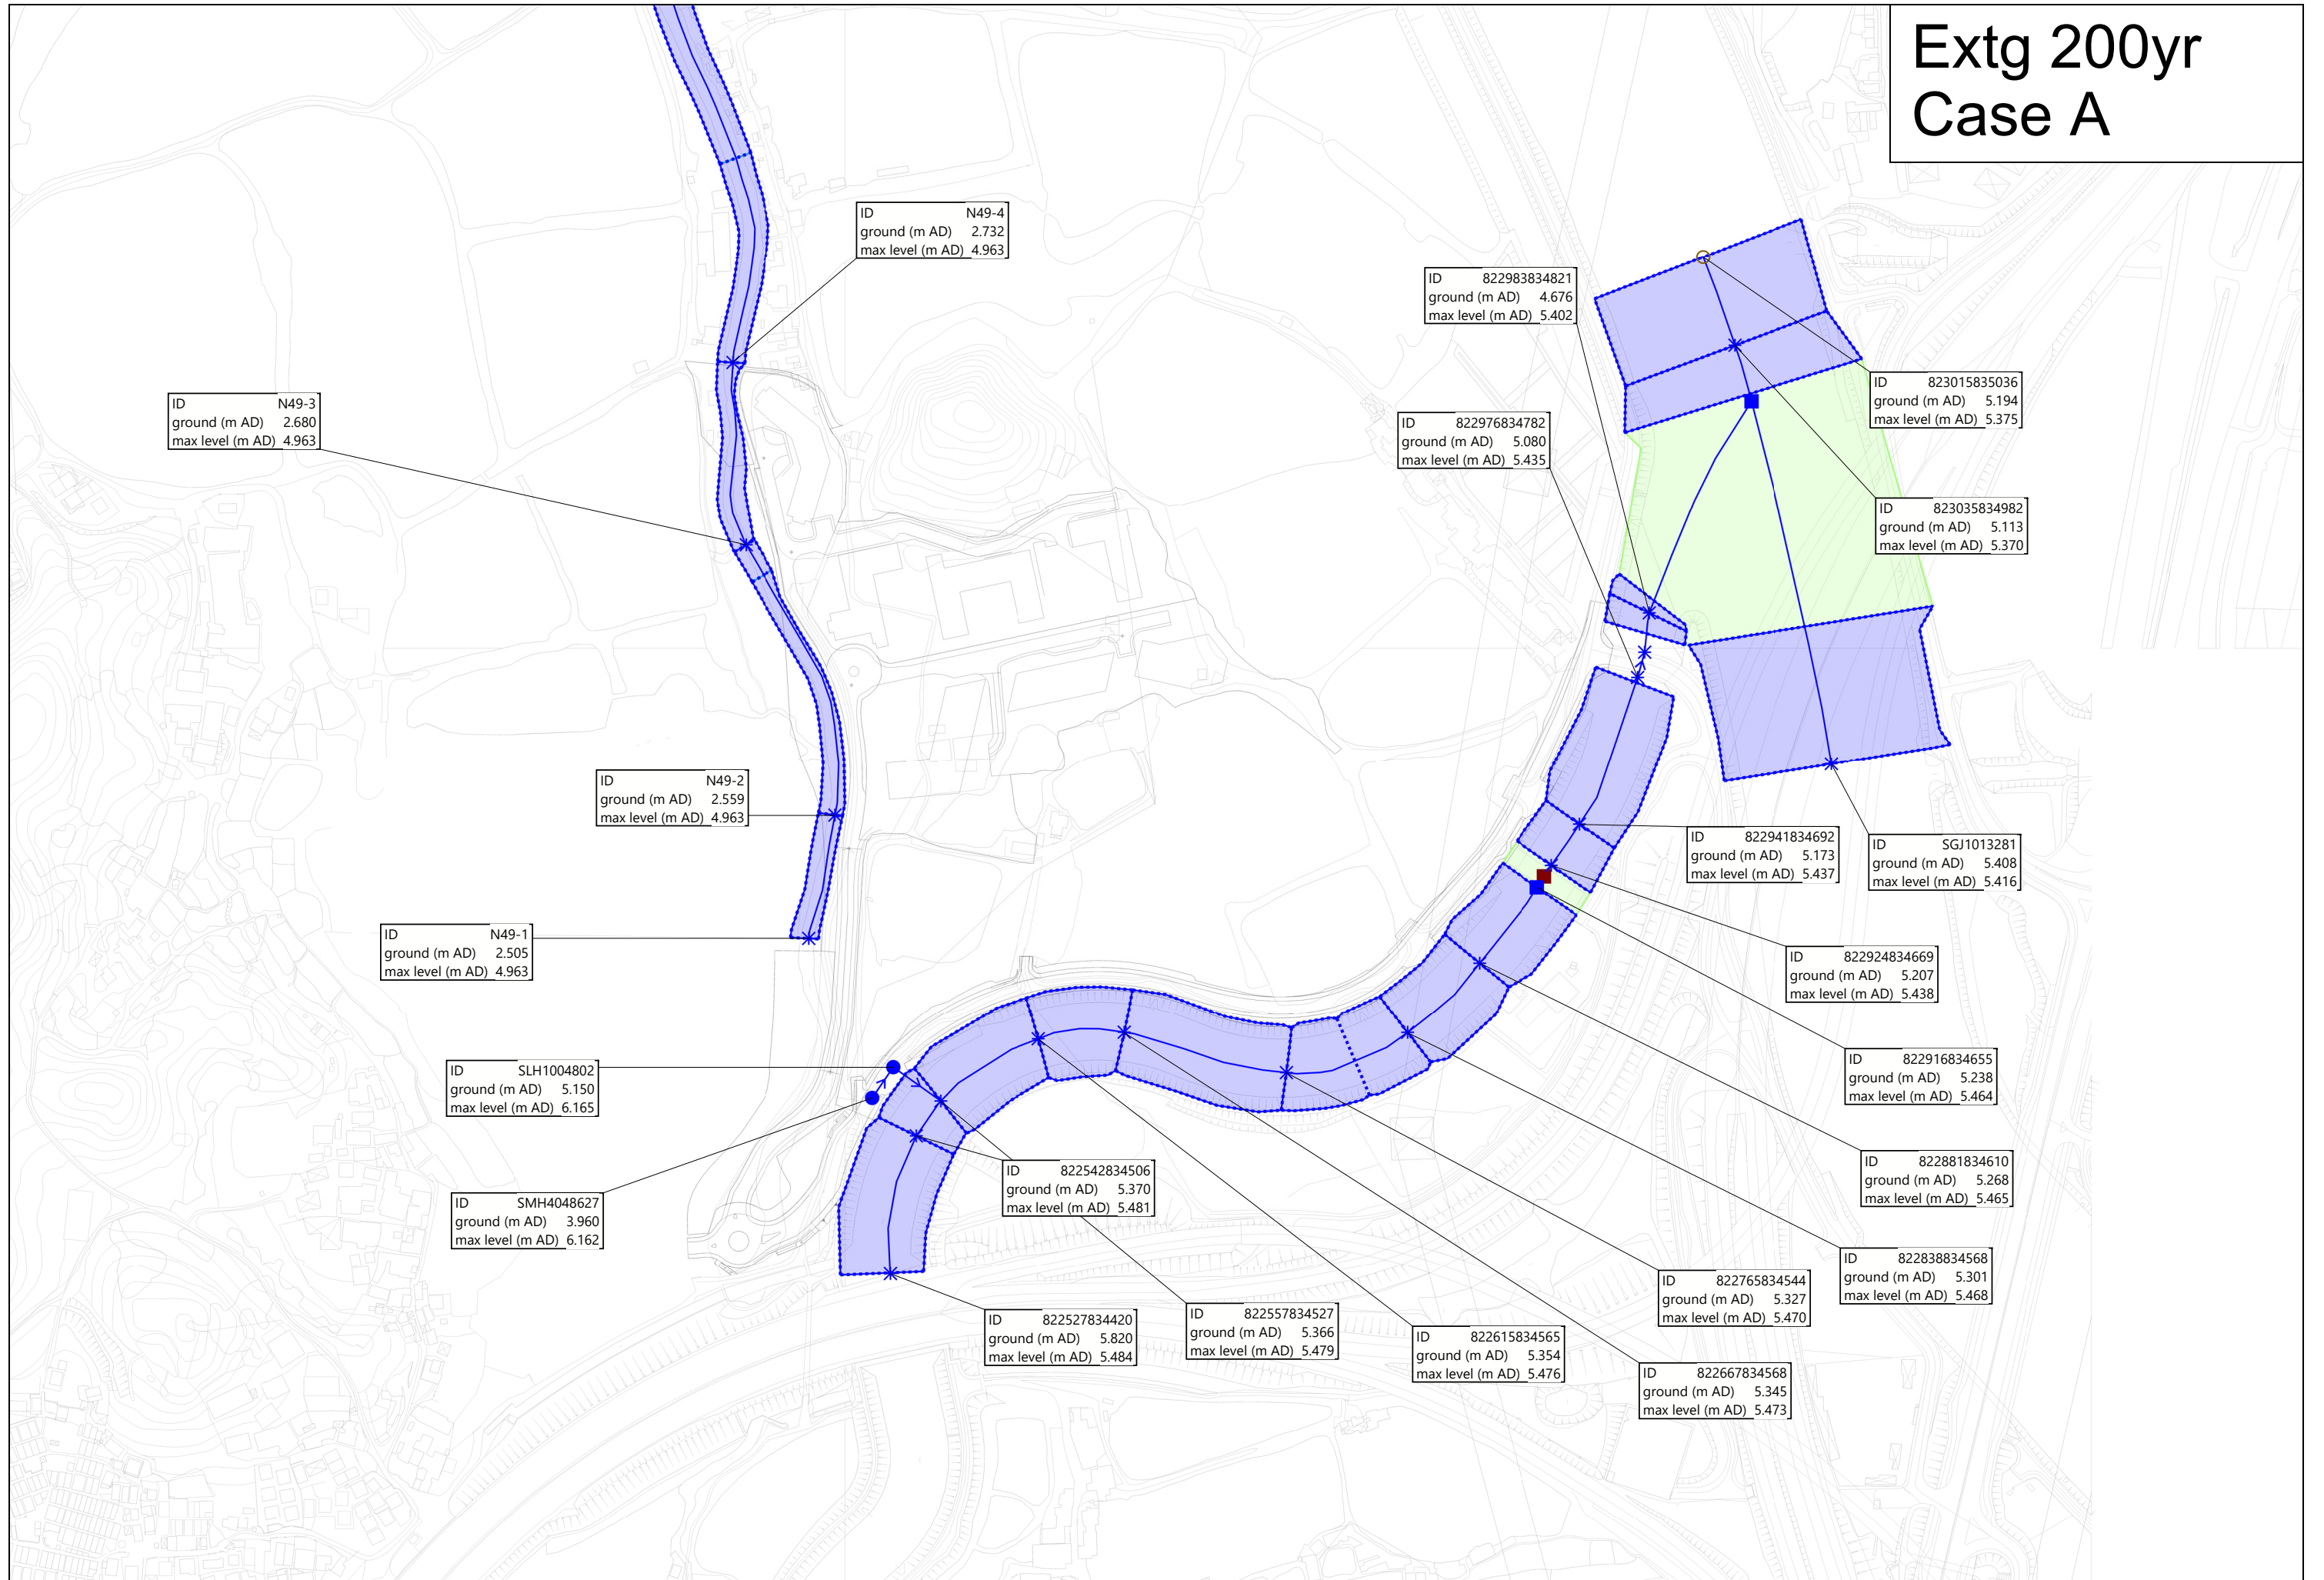 Extg 200yr
Case A
ID N49-4
ground (m AD) 2.732
max level (m AD) 4.963
ID 822983834821
ground (m AD) 4.676
max level (m AD) 5.402
ID N49-3
ground (m AD) 2.680
max level (m AD) 4.963
ID 823015835036
ground (m AD) 5.194
max level (m AD) 5.375
ID 822976834782
ground (m AD) 5.080
max level (m AD) 5.435
ID 823035834982
ground (m AD) 5.113
max level (m AD) 5.370
ID N49-2
ground (m AD) 2.559
max level (m AD) 4.963
ID 822941834692
ground (m AD) 5.173
max level (m AD) 5.437
ID SGJ1013281
ground (m AD) 5.408
max level (m AD) 5.416
ID N49-1
ground (m AD) 2.505
max level (m AD) 4.963
ID 822924834669
ground (m AD) 5.207
max level (m AD) 5.438
ID SLH1004802
ground (m AD) 5.150
max level (m AD) 6.165
ID 822916834655
ground (m AD) 5.238
max level (m AD) 5.464
ID 822542834506
ground (m AD) 5.370
max level (m AD) 5.481
ID 822881834610
ground (m AD) 5.268
max level (m AD) 5.465
ID SMH4048627
ground (m AD) 3.960
max level (m AD) 6.162
ID 822838834568
ground (m AD) 5.301
max level (m AD) 5.468
ID 822765834544
ground (m AD) 5.327
max level (m AD) 5.470
ID 822527834420
ground (m AD) 5.820
max level (m AD) 5.484
ID 822557834527
ground (m AD) 5.366
max level (m AD) 5.479
ID 822615834565
ground (m AD) 5.354
max level (m AD) 5.476
ID 822667834568
ground (m AD) 5.345
max level (m AD) 5.473